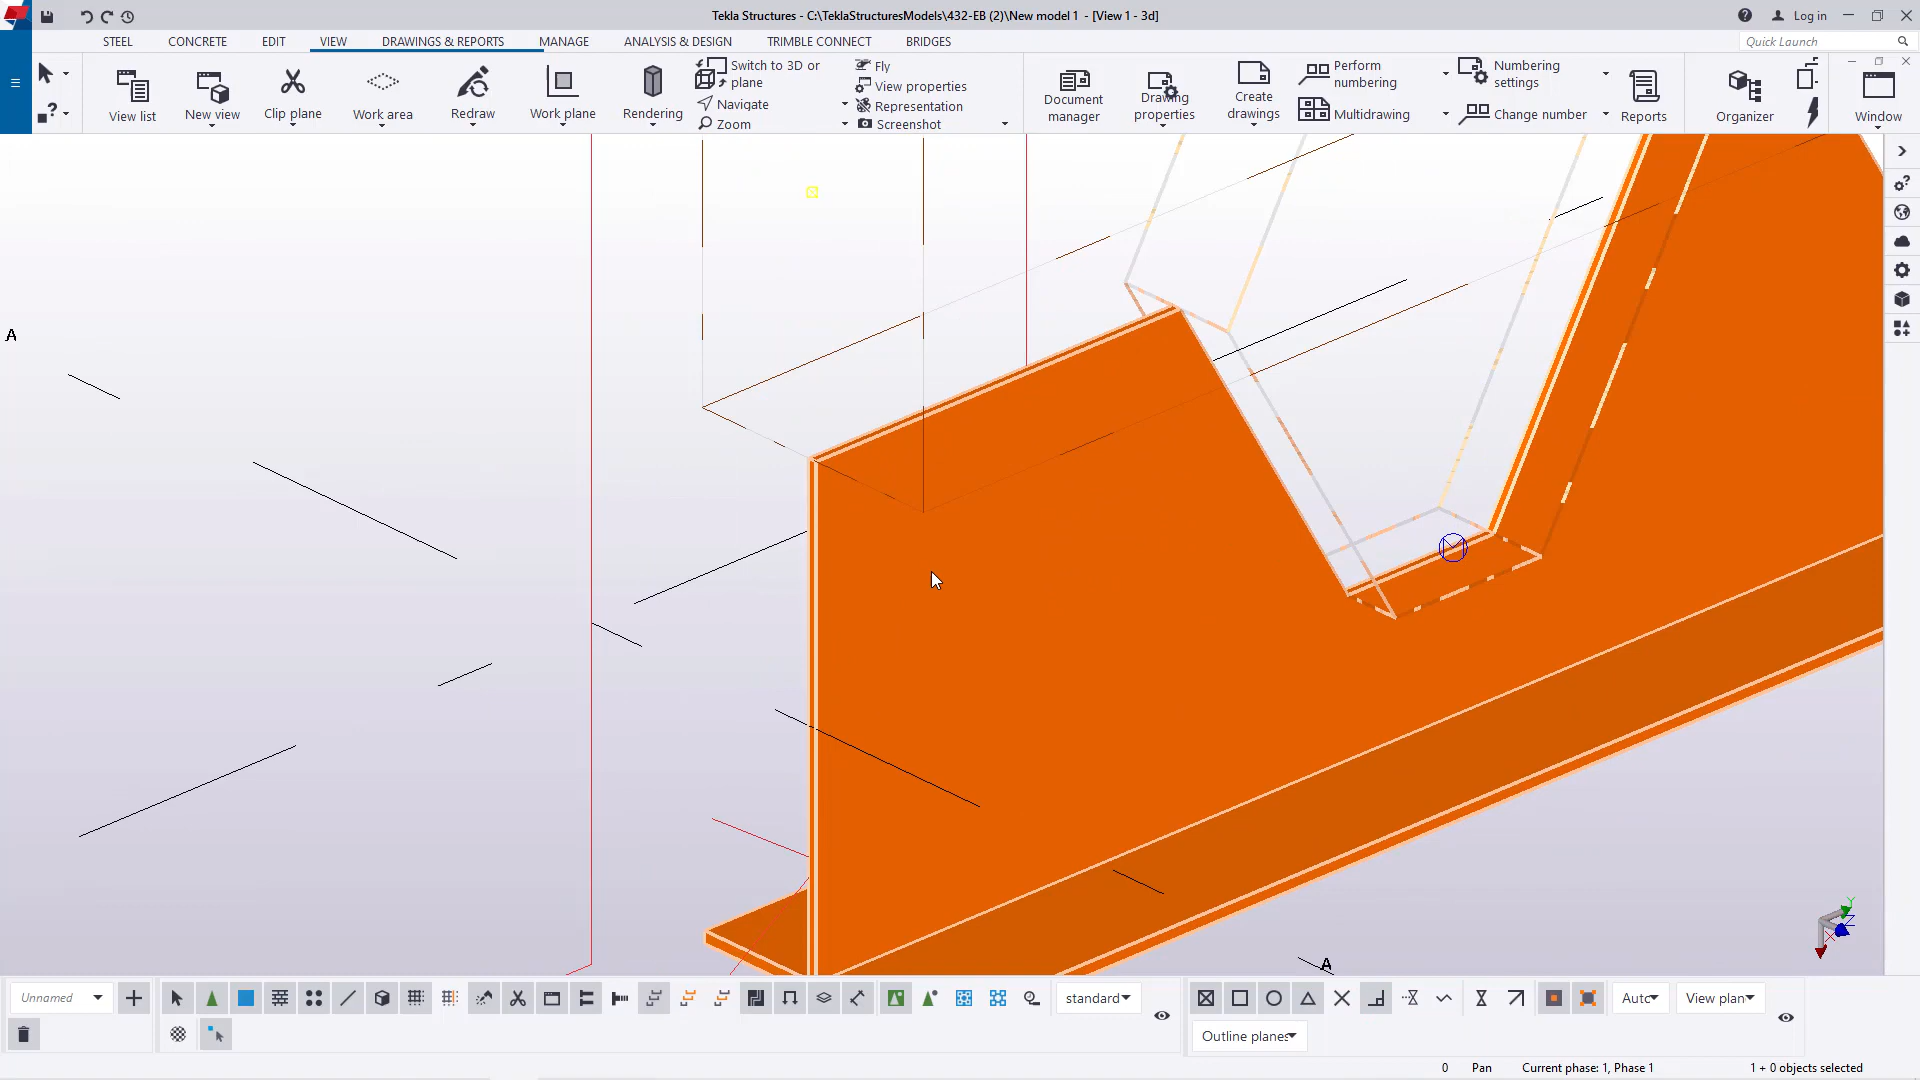 Tekla Structures - C:\TeklaStructuresModels\432-EB (2)\New model 1 - [View 1 - 3d]
Log in
STEEL CONCRETE EDIT VIEW DRAWINGS & REPORTS MANAGE ANALYSIS & DESIGN TRIMBLE CONNECT BRIDGES
Quick Launch
View list
New view
Clip plane
Work area
Redraw
Work plane
Rendering
Switch to 3D or plane
Navigate
Zoom
Fly
View properties
Representation
Screenshot
Document manager
Drawing properties
Create drawings
Perform numbering
Multidrawing
Numbering settings
Change number
Reports
Organizer
Window
A
A
Y
Z
X
Unnamed
standard
Auto
View plan
Outline planes
0 Pan Current phase: 1, Phase 1 1 + 0 objects selected